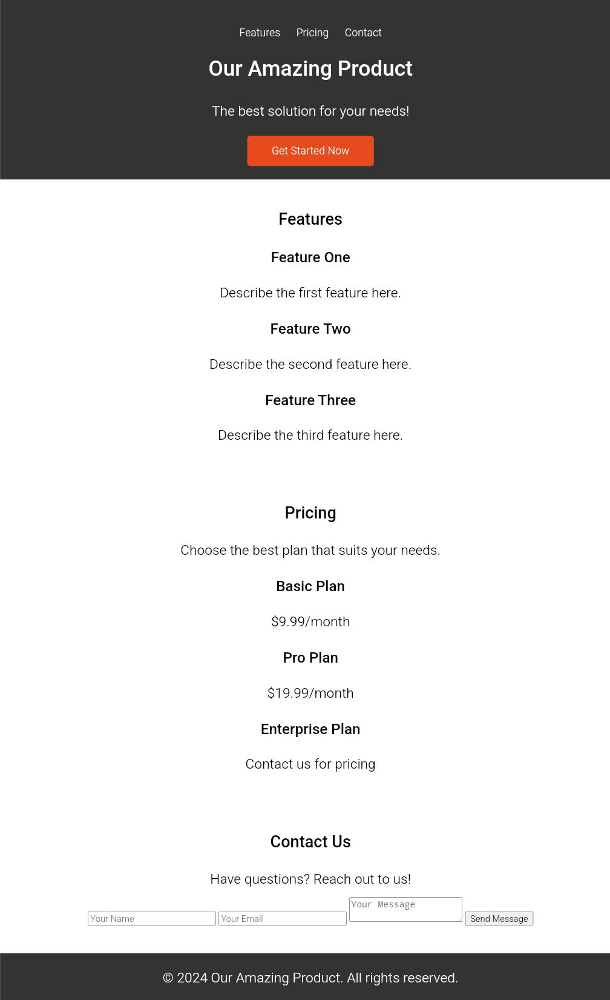 Features Pricing Contact
Our Amazing Product
The best solution for your needs!
Get Started Now
Features
Feature One
Describe the first feature here.
Feature Two
Describe the second feature here.
Feature Three
Describe the third feature here.
Pricing
Choose the best plan that suits your needs.
Basic Plan
$9.99/month
Pro Plan
$19.99/month
Enterprise Plan
Contact us for pricing
Contact Us
Have questions? Reach out to us!
Your Name Your Email Your Message Send Message
© 2024 Our Amazing Product. All rights reserved.